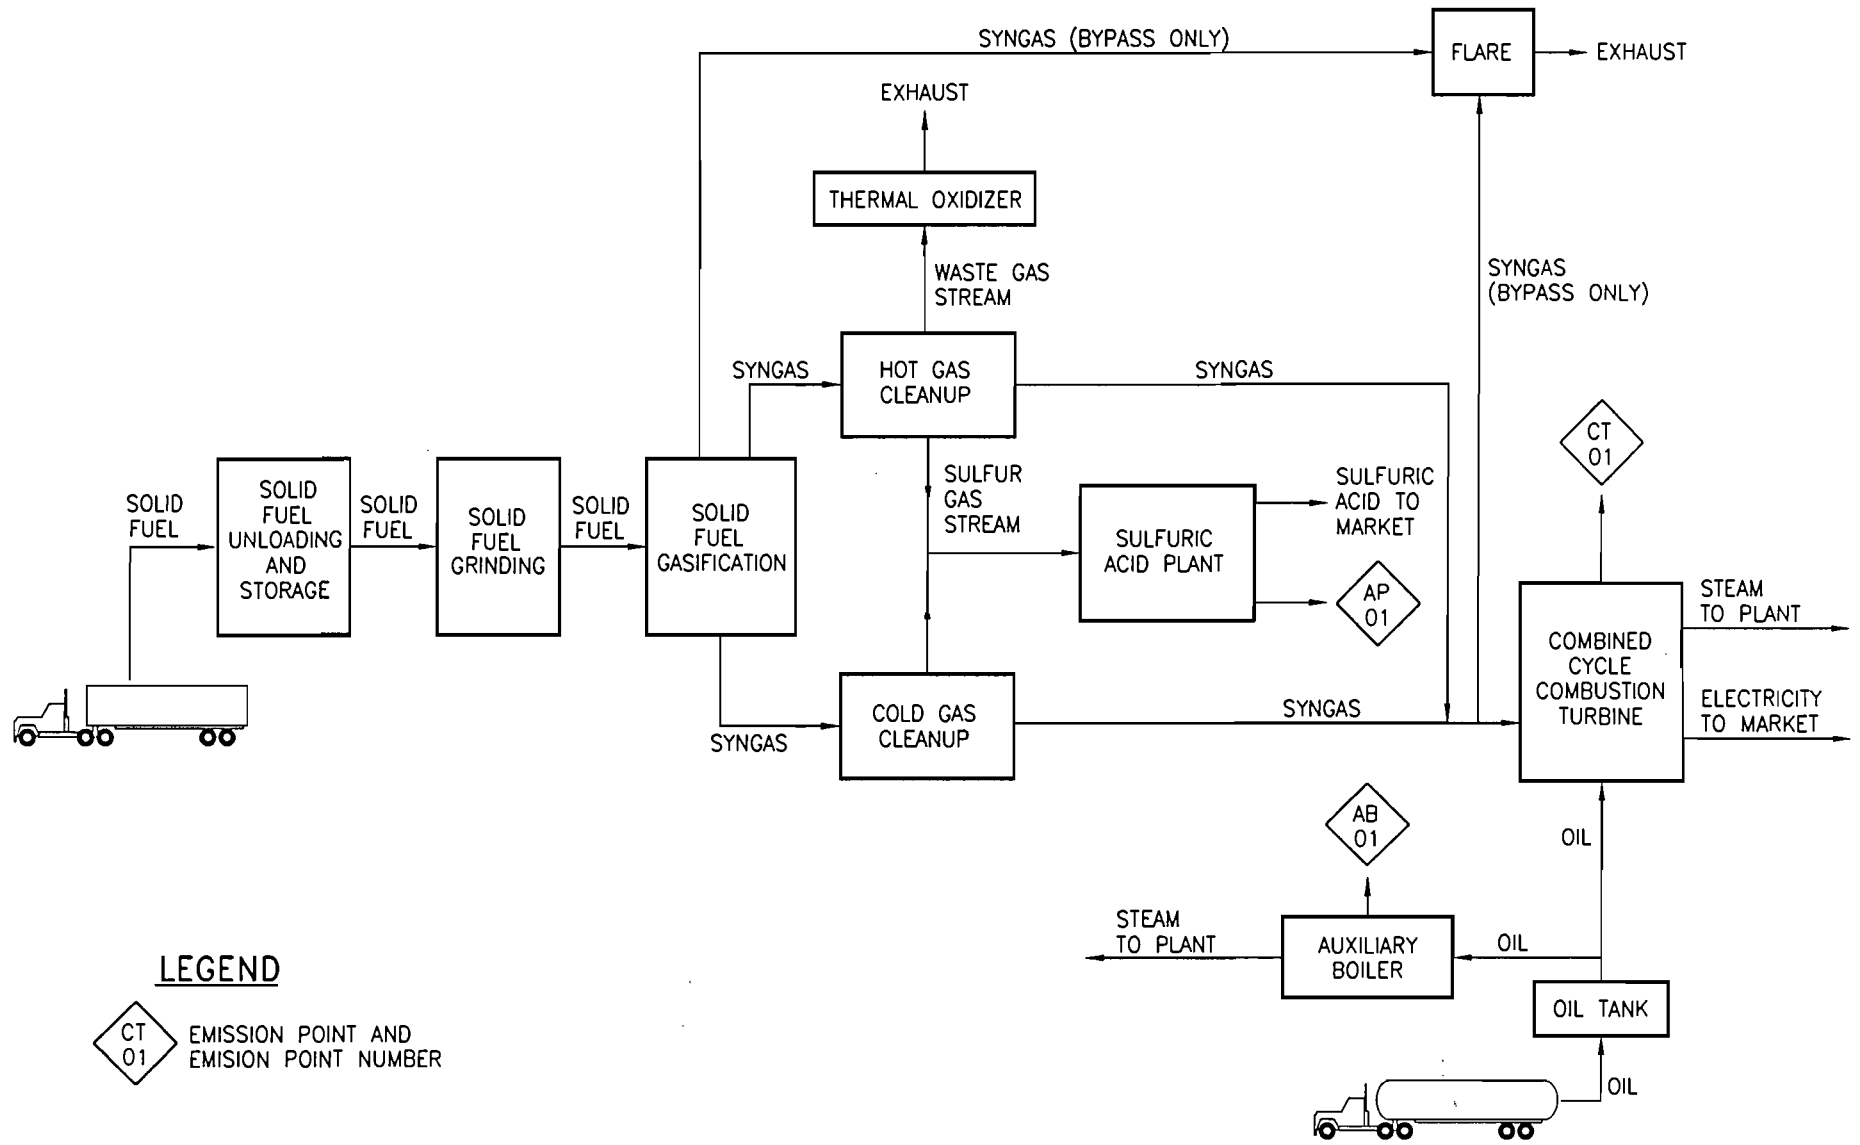 SYNGAS (BYPASS ONLY)
FLARE
EXHAUST
EXHAUST
THERMAL OXIDIZER
WASTE GAS
STREAM
SYNGAS
(BYPASS ONLY)
SYNGAS
HOT GAS
CLEANUP
SYNGAS
CT
01
SOLID
FUEL
SOLID
FUEL
UNLOADING
AND
STORAGE
SOLID
FUEL
SOLID
FUEL
GRINDING
SOLID
FUEL
SOLID
FUEL
GASIFICATION
SULFUR
GAS
STREAM
SULFURIC
ACID PLANT
SULFURIC
ACID TO
MARKET
AP
01
STEAM
TO PLANT
COMBINED
CYCLE
COMBUSTION
TURBINE
ELECTRICITY
TO MARKET
SYNGAS
COLD GAS
CLEANUP
SYNGAS
AB
01
OIL
STEAM
TO PLANT
AUXILIARY
BOILER
OIL
OIL TANK
OIL
LEGEND
CT
01
EMISSION POINT AND
EMISION POINT NUMBER